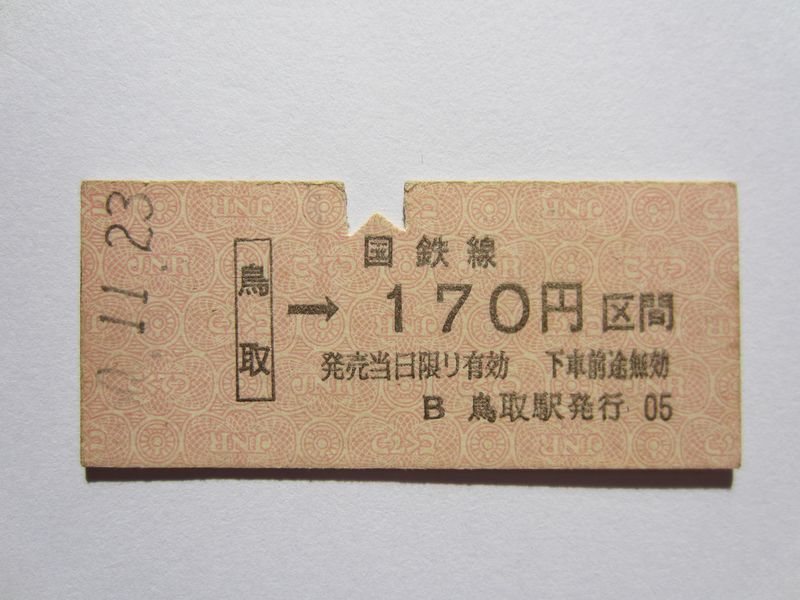 11.23
鳥取
国鉄線
→170円区間
発売当日限り有効 下車前途無効
B 鳥取駅発行 05